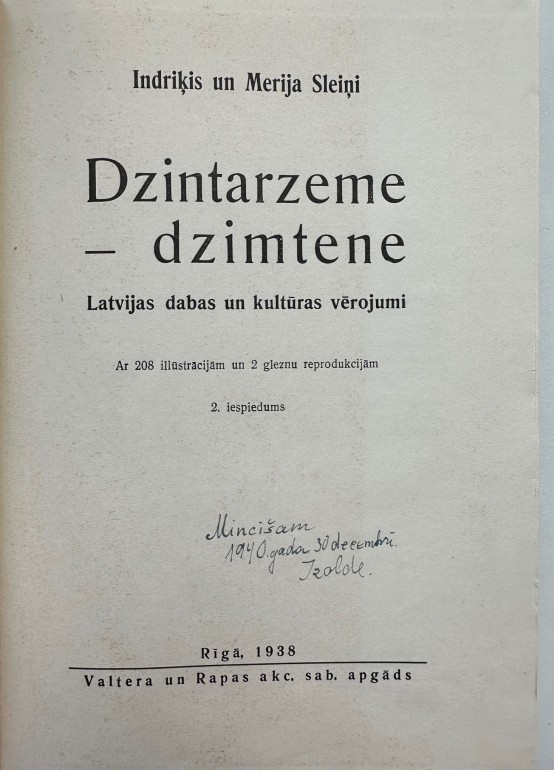 Indriķis un Merija Sleiņi
Dzintarzeme
– dzimtene
Latvijas dabas un kultūras vērojumi
Ar 208 illūstrācijām un 2 gleznu reprodukcijām
2. iespiedums
Mincišam
1940. gada 30 decembrī.
Izolde.
Rīgā, 1938
Valtera un Rapas akc. sab. apgāds